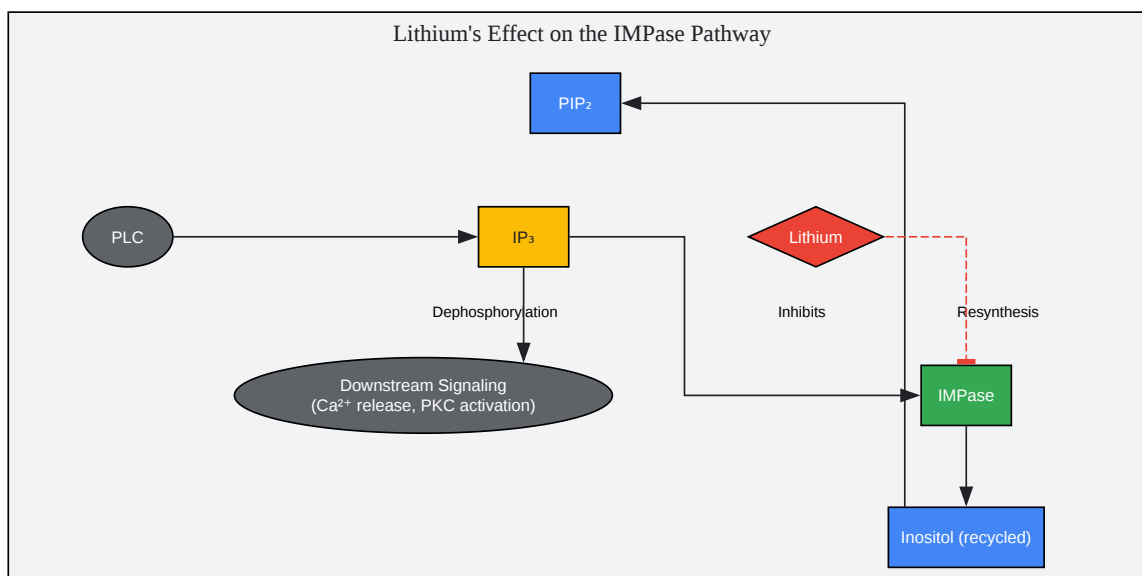 Lithium's Effect on the IMPase Pathway
PIP₂
PLC
IP₃
Lithium
Dephosphorylation
Inhibits
Resynthesis
Downstream Signaling
(Ca²⁺ release, PKC activation)
IMPase
Inositol (recycled)